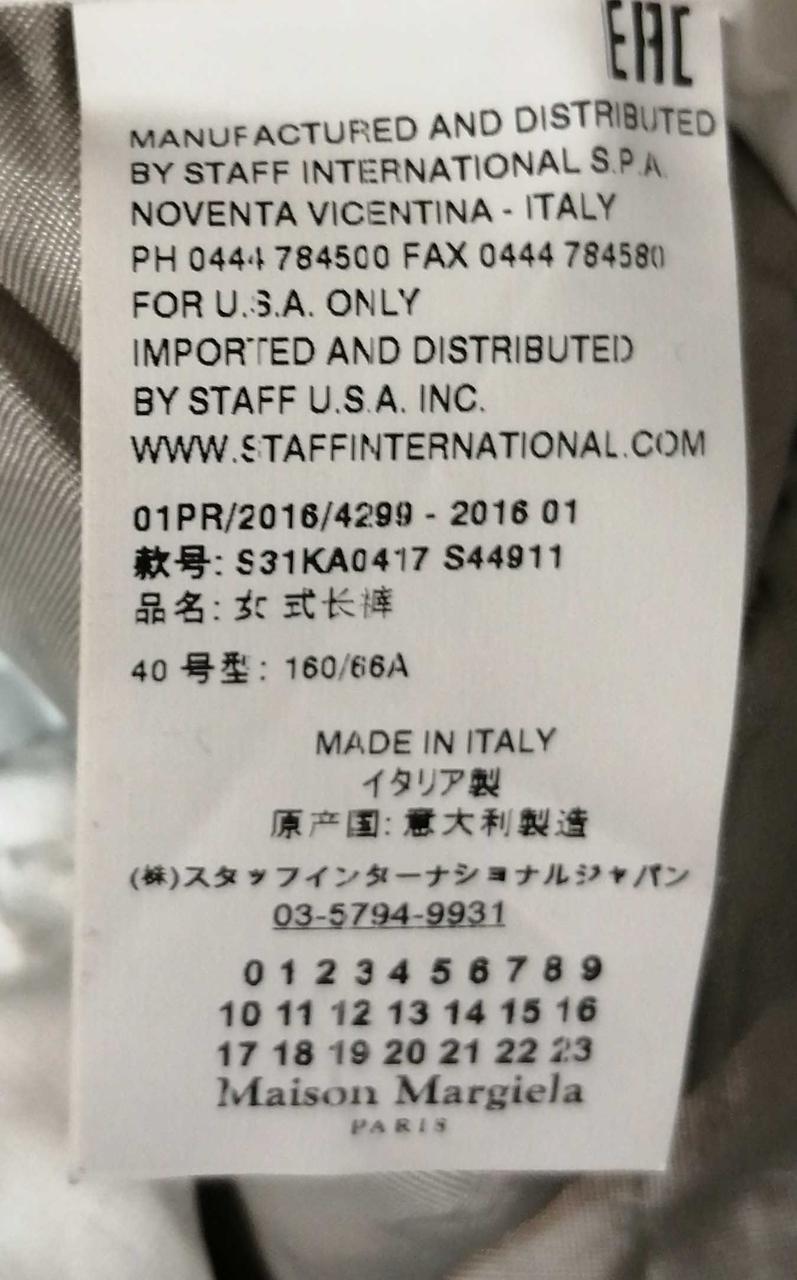 EAC
MANUFACTURED AND DISTRIBUTED
BY STAFF INTERNATIONAL S.P.A.
NOVENTA VICENTINA - ITALY
PH 0444 784500 FAX 0444 784580
FOR U.S.A. ONLY
IMPORTED AND DISTRIBUTED
BY STAFF U.S.A. INC.
WWW.STAFFINTERNATIONAL.COM
01PR/2016/4299 - 2016 01
款号: S31KA0417 S44911
品名: 女式长裤
40 号型: 160/66A
MADE IN ITALY
イタリア製
原产国: 意大利製造
(株)スタッフインターナショナルジャパン
03-5794-9931
0 1 2 3 4 5 6 7 8 9
10 11 12 13 14 15 16
17 18 19 20 21 22 23
Maison Margiela
PARIS